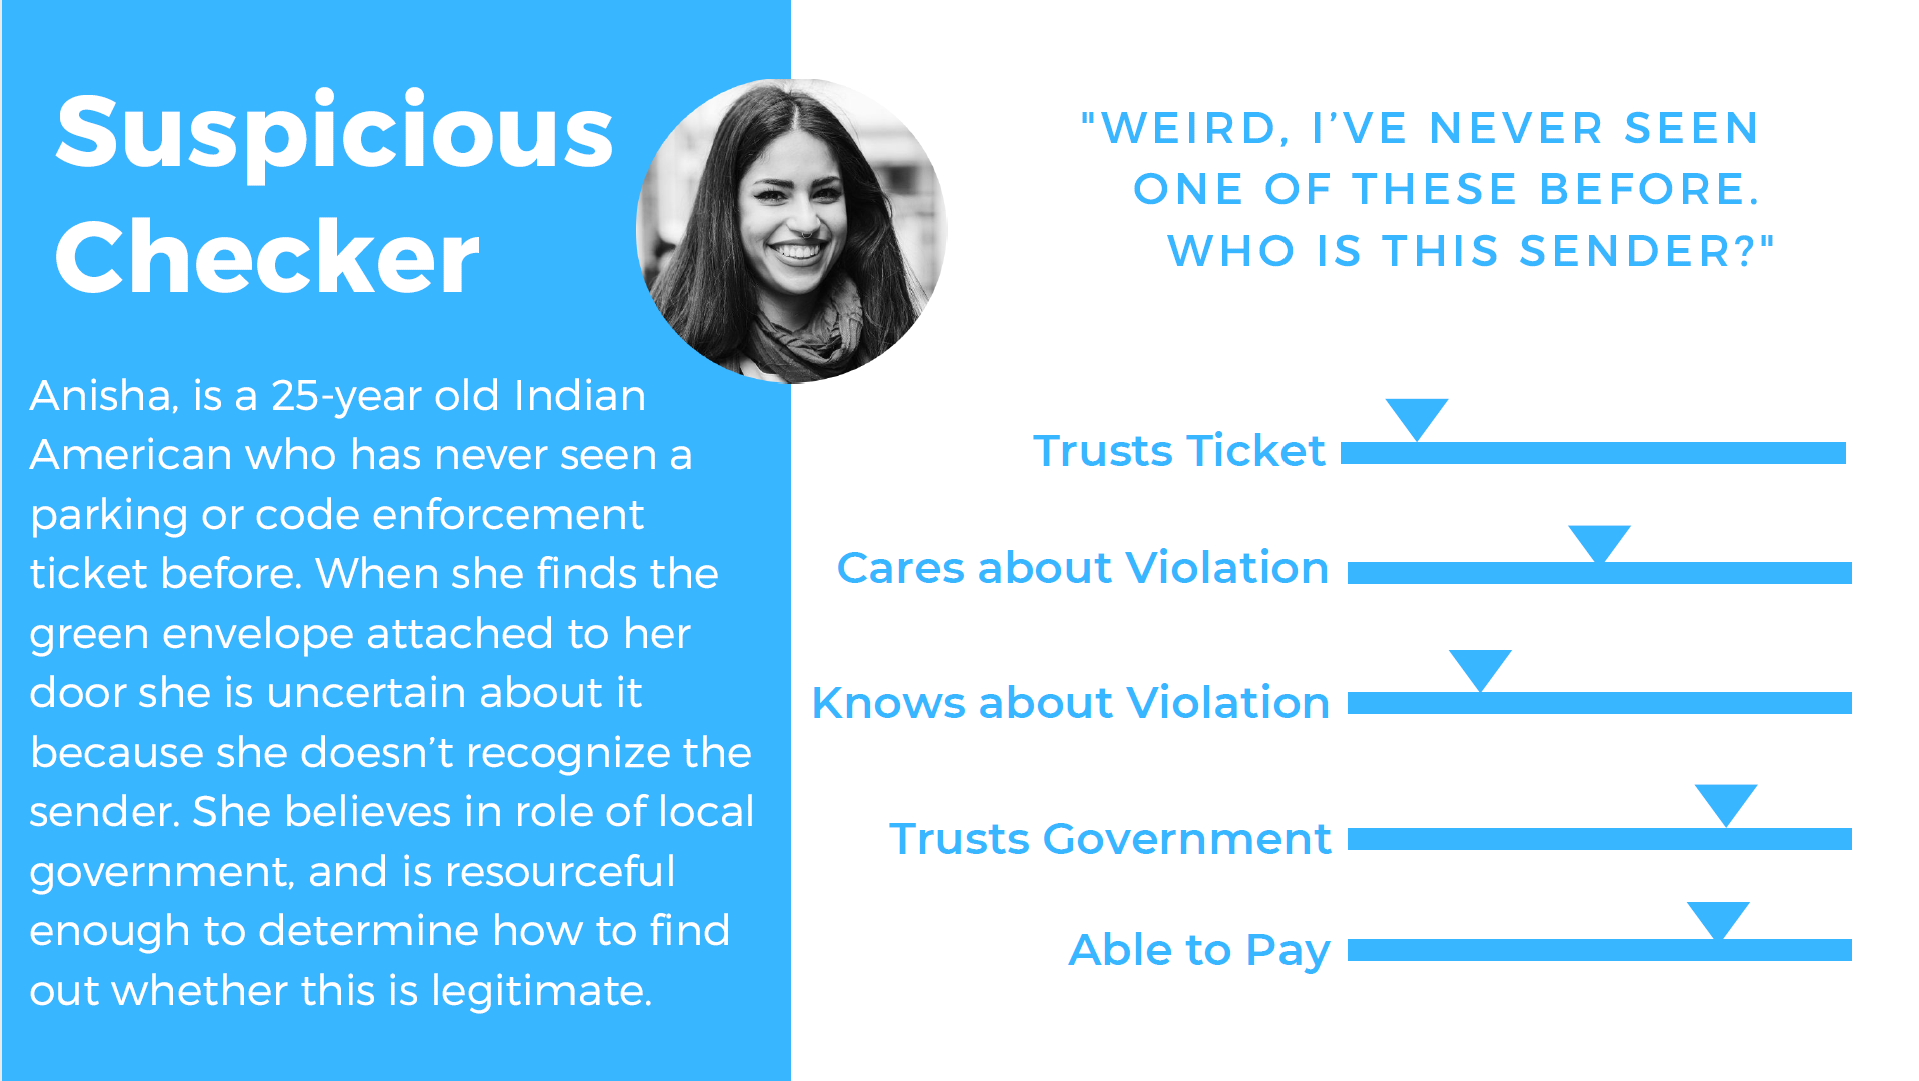 Suspicious
Checker
Anisha, is a 25-year old Indian
American who has never seen a
parking or code enforcement
ticket before. When she finds the
green envelope attached to her
door she is uncertain about it
because she doesn’t recognize the
sender. She believes in role of local
government, and is resourceful
enough to determine how to find
out whether this is legitimate.
"WEIRD, I’VE NEVER SEEN
ONE OF THESE BEFORE.
WHO IS THIS SENDER?"
Trusts Ticket
Cares about Violation
Knows about Violation
Trusts Government
Able to Pay